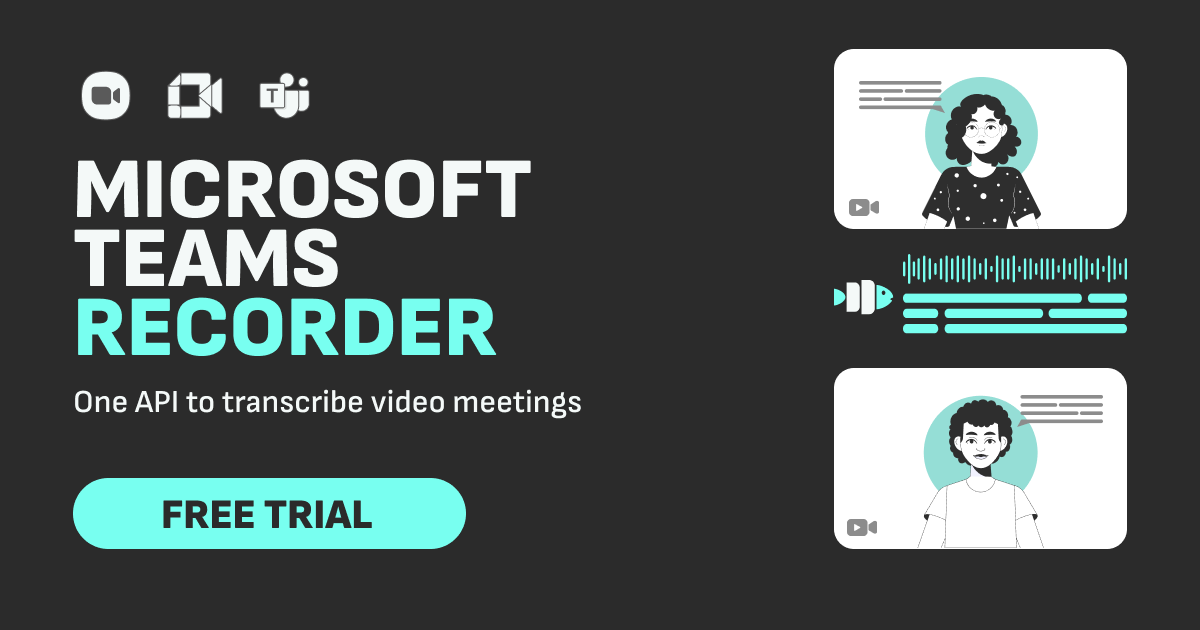 T
MICROSOFT
TEAMS
RECORDER
One API to transcribe video meetings
FREE TRIAL